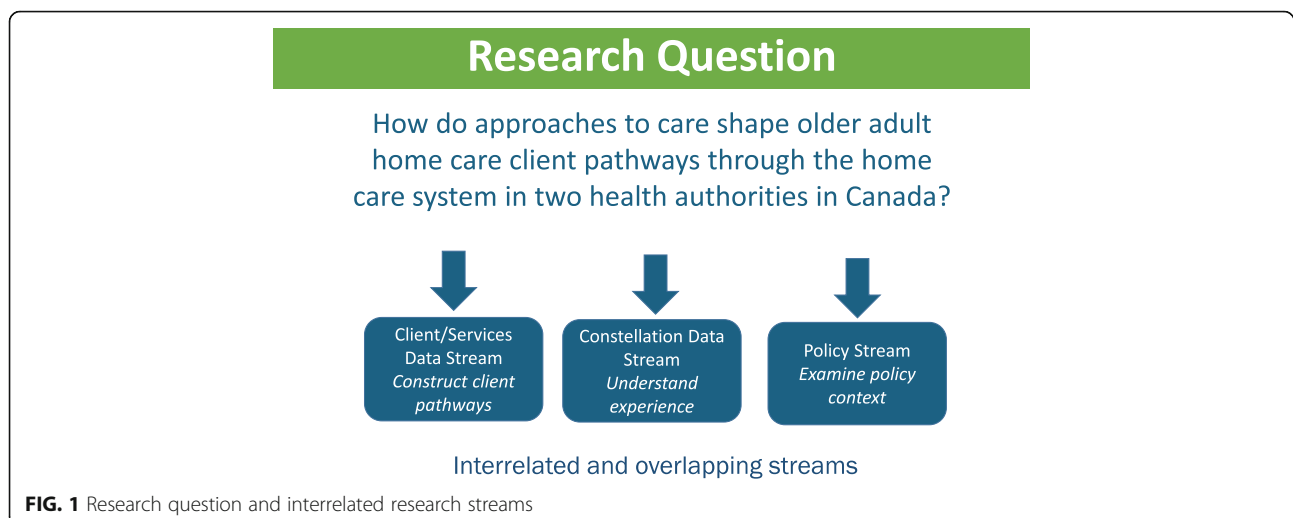 Research Question
How do approaches to care shape older adult
home care client pathways through the home
care system in two health authorities in Canada?
Client/Services
Data Stream
Construct client
pathways
Constellation Data
Stream
Understand
experience
Policy Stream
Examine policy
context
Interrelated and overlapping streams
FIG. 1 Research question and interrelated research streams